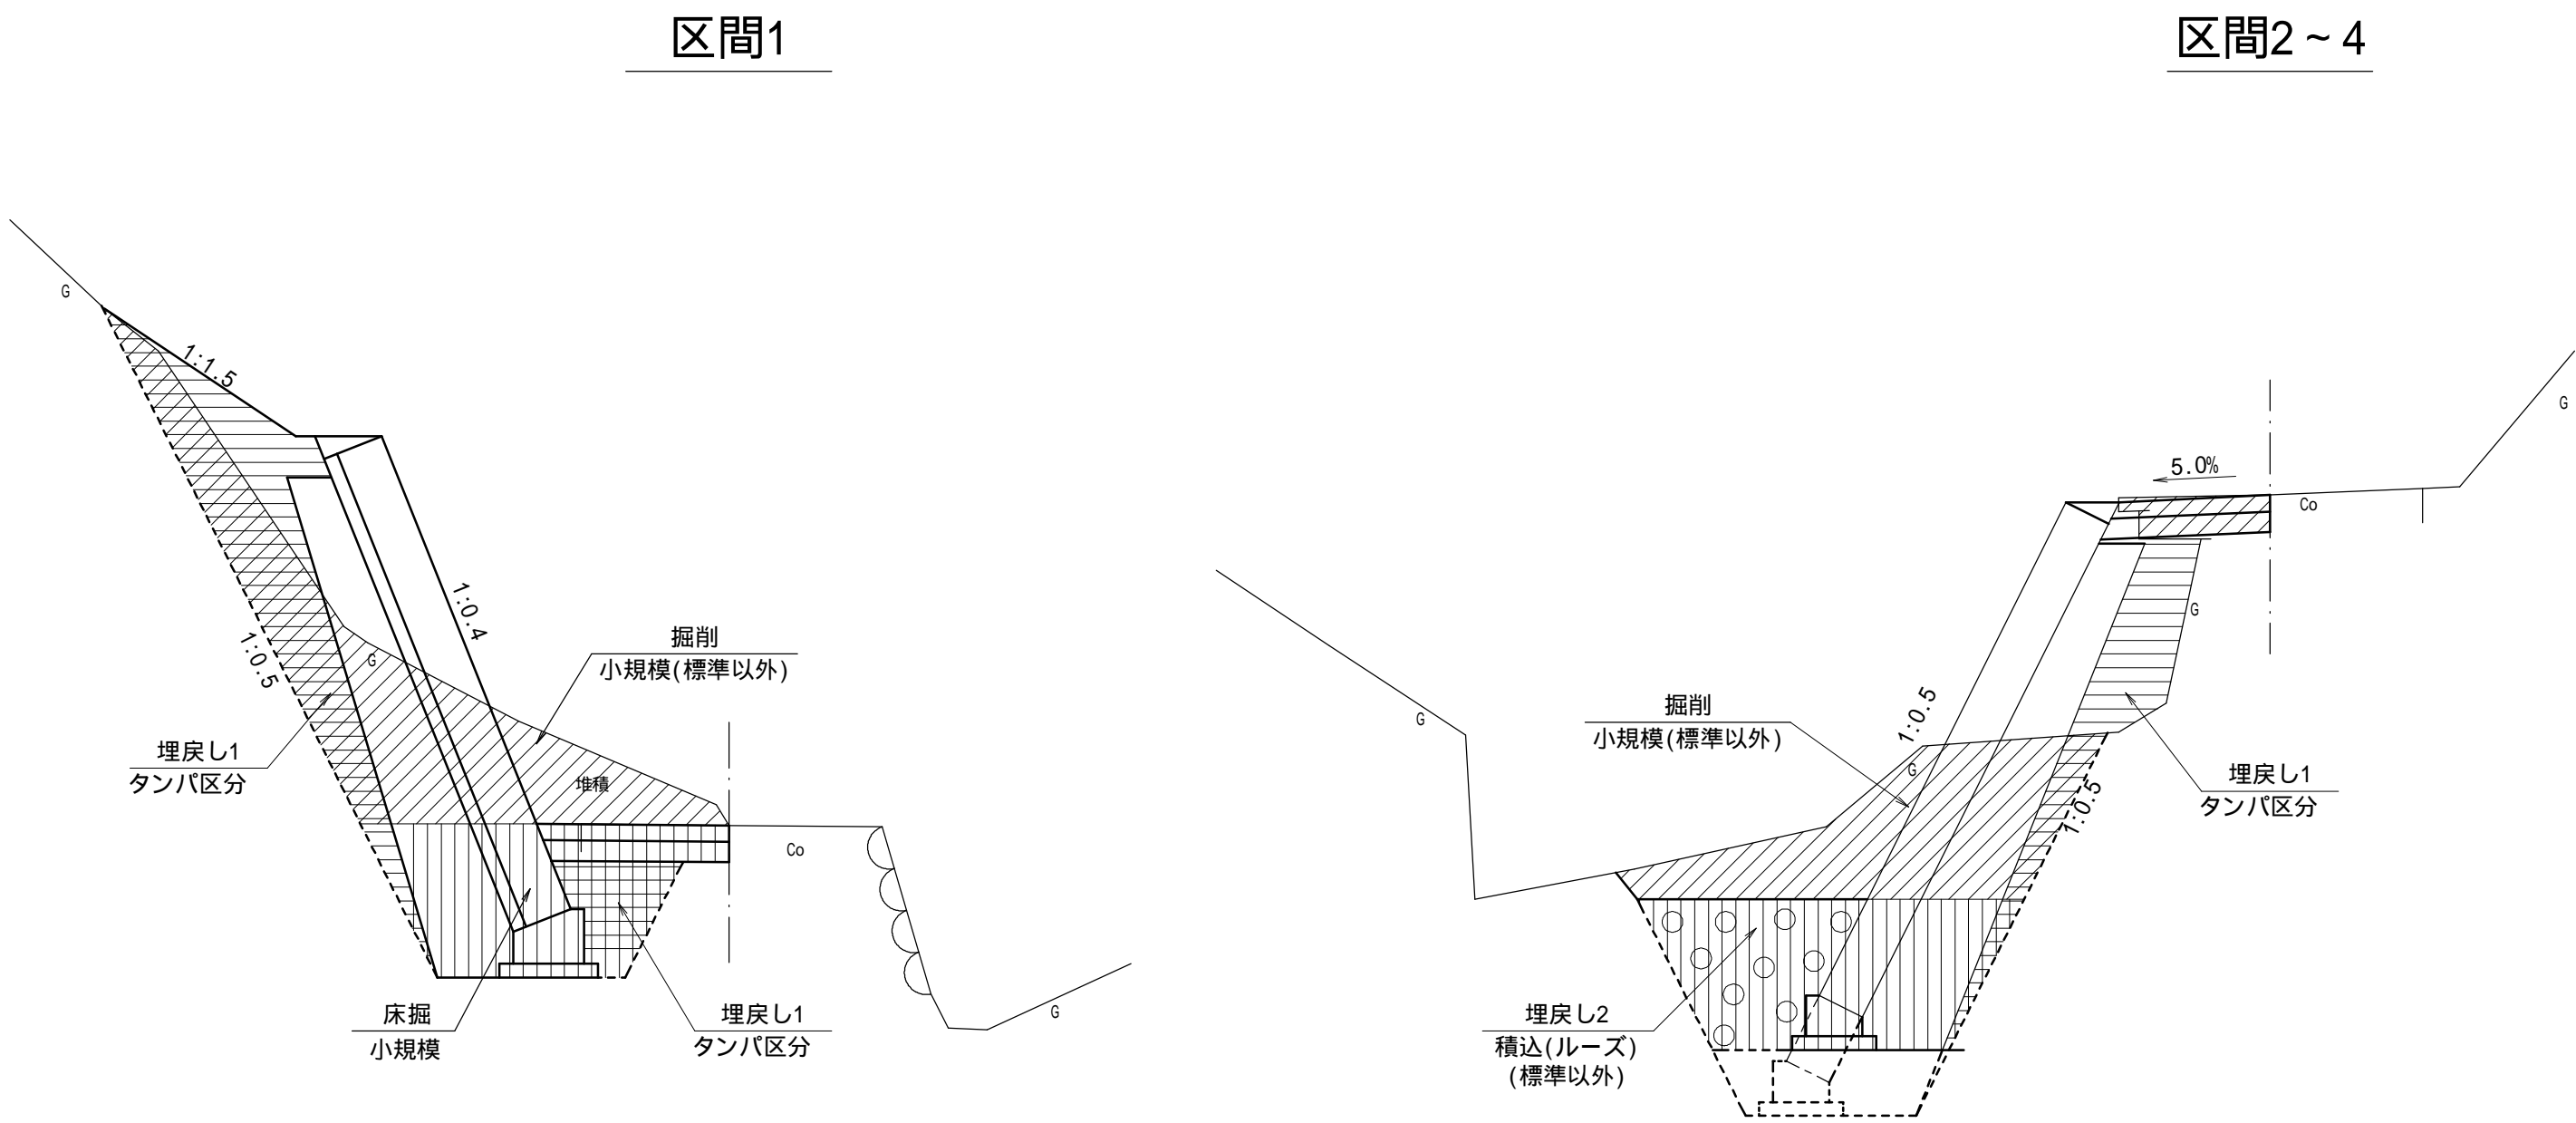 区間1
区間2～4
G
1:1.5
1:0.4
1:0.5
G
掘削
小規模(標準以外)
堆積
埋戻し1
タンパ区分
Co
床掘
小規模
埋戻し1
タンパ区分
G
G
5.0%
Co
G
G
1:0.5
掘削
小規模(標準以外)
G
1:0.5
埋戻し1
タンパ区分
埋戻し2
積込(ルーズ)
(標準以外)